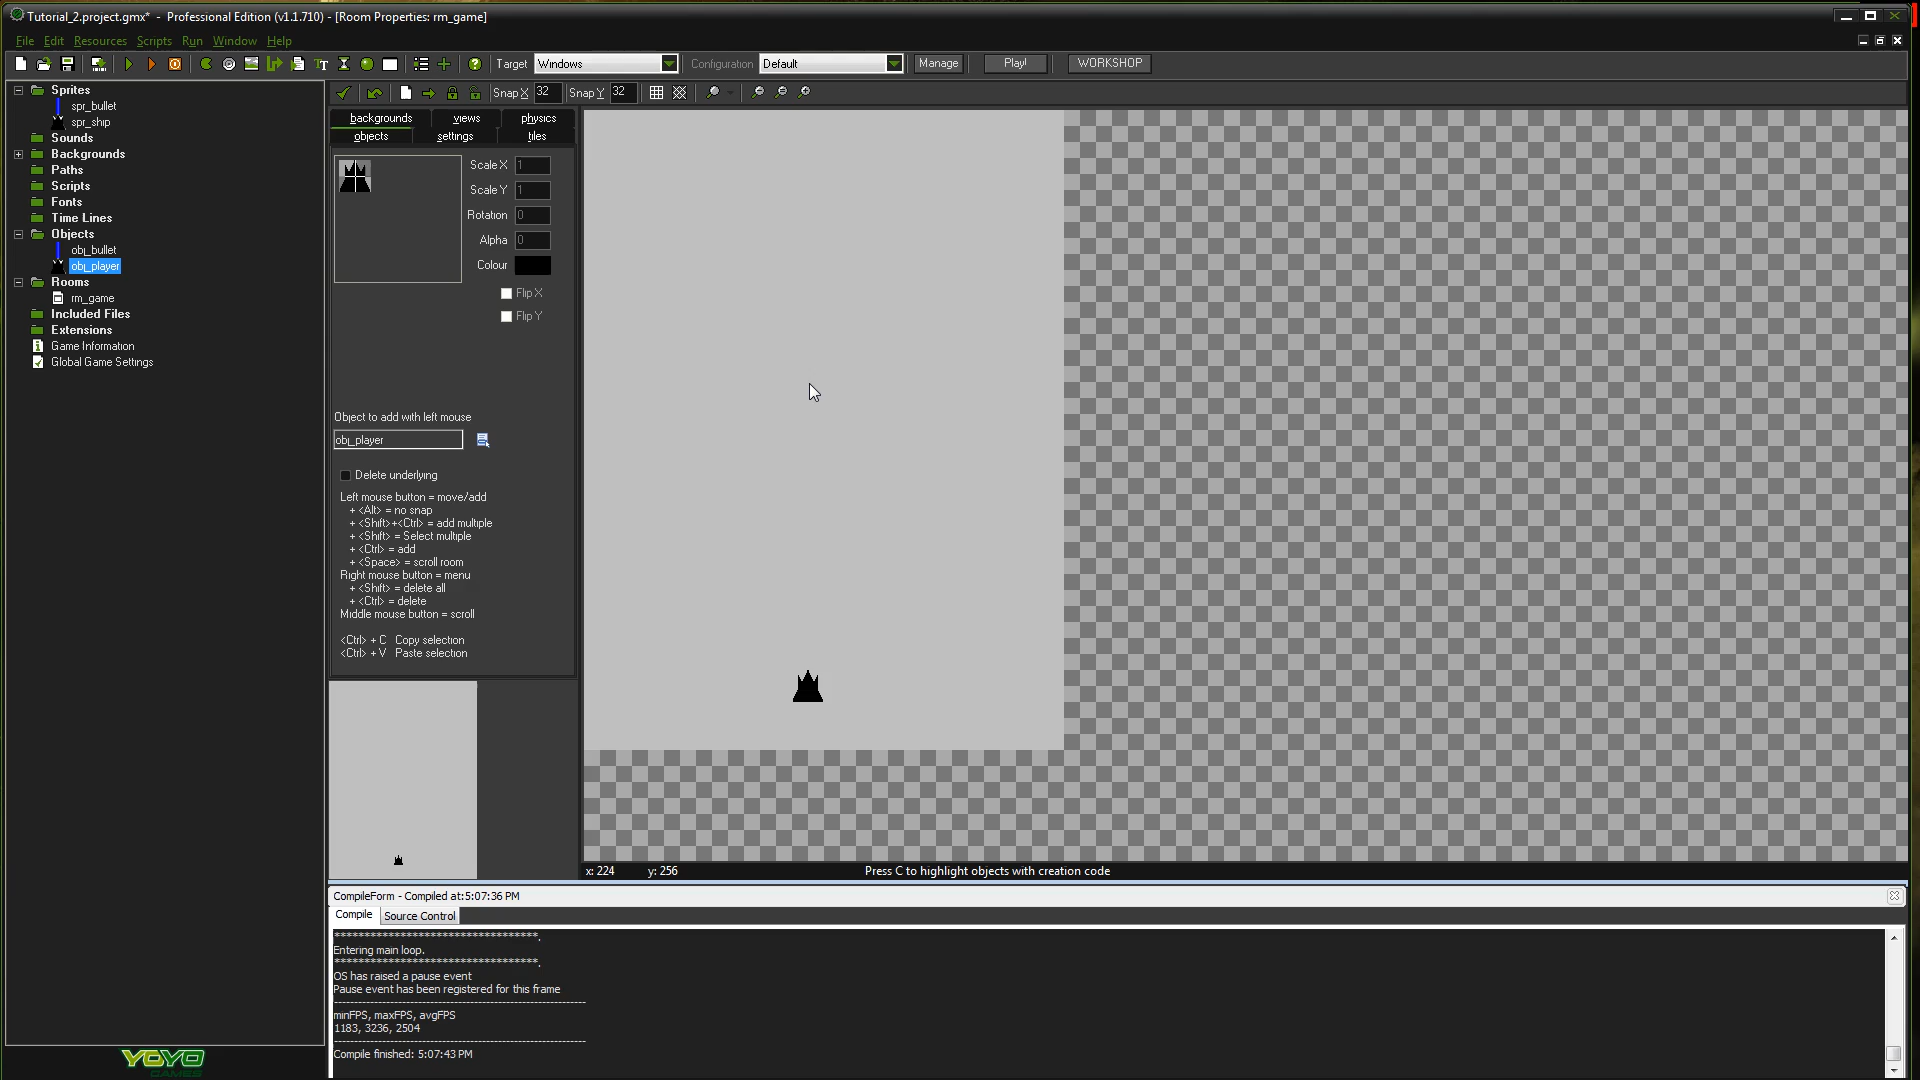 Tutorial_2.project.gmx* - Professional Edition (v1.1.710) - [Room Properties: rm_game]
File Edit Resources Scripts Run Window Help
Target Windows Configuration Default Manage Play! WORKSHOP
Snap X 32 Snap Y 32
Sprites
spr_bullet
spr_ship
Sounds
Backgrounds
Paths
Scripts
Fonts
Time Lines
Objects
obj_bullet
obj_player
Rooms
rm_game
Included Files
Extensions
Game Information
Global Game Settings
YOYO
GAMES
backgrounds views physics
objects settings tiles
Scale X 1
Scale Y 1
Rotation 0
Alpha 0
Colour
Flip X
Flip Y
Object to add with left mouse
obj_player
Delete underlying
Left mouse button = move/add
+ <Alt> = no snap
+ <Shift>+<Ctrl> = add multiple
+ <Shift> = Select multiple
+ <Ctrl> = add
+ <Space> = scroll room
Right mouse button = menu
+ <Shift> = delete all
+ <Ctrl> = delete
Middle mouse button = scroll
<Ctrl> + C Copy selection
<Ctrl> + V Paste selection
x: 224 y: 256 Press C to highlight objects with creation code
CompileForm - Compiled at:5:07:36 PM
Compile Source Control
***********************************.
Entering main loop.
***********************************.
OS has raised a pause event
Pause event has been registered for this frame
---------------------------------------------------------------
minFPS, maxFPS, avgFPS
1183, 3236, 2504
---------------------------------------------------------------
Compile finished: 5:07:43 PM